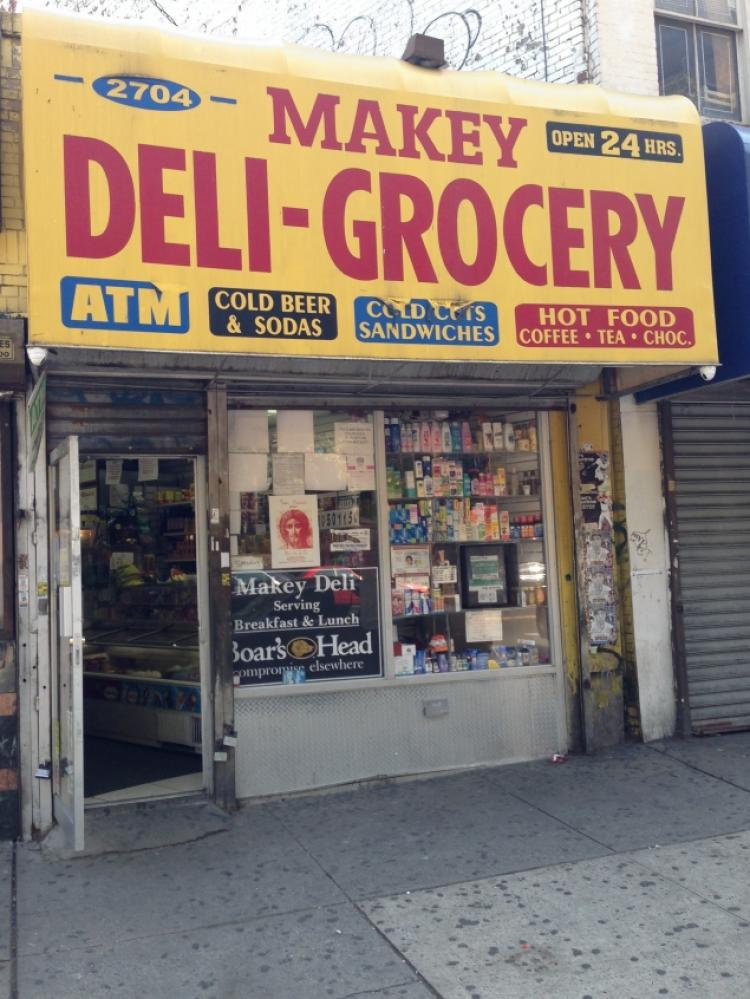 2704
MAKEY
OPEN 24 HRS.
DELI-GROCERY
ATM
COLD BEER
& SODAS
COLD CUTS
SANDWICHES
HOT FOOD
COFFEE • TEA • CHOC.
Makey Deli
Serving
Breakfast & Lunch
Boar's Head
compromise elsewhere